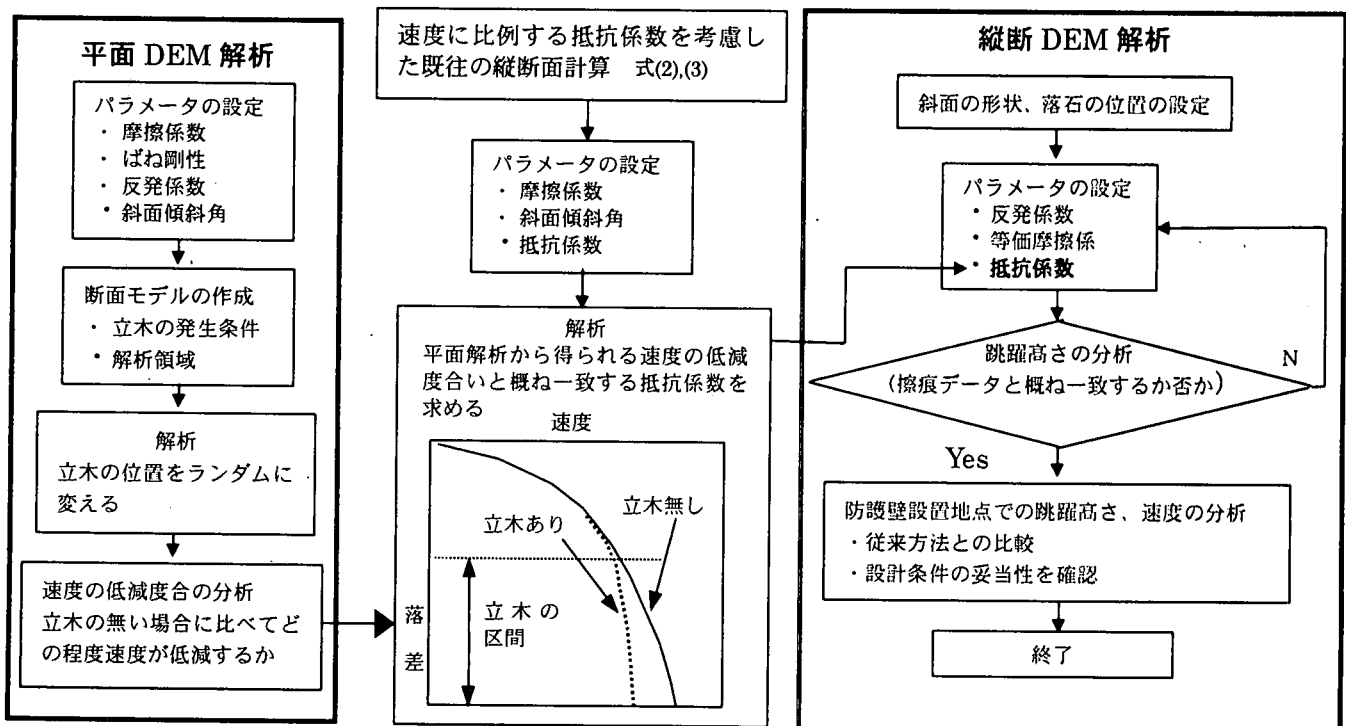 平面 DEM 解析
パラメータの設定
・ 摩擦係数
・ ばね剛性
・ 反発係数
・ 斜面傾斜角
断面モデルの作成
・ 立木の発生条件
・ 解析領域
解析
立木の位置をランダムに
変える
速度の低減度合の分析
立木の無い場合に比べてど
の程度速度が低減するか
速度に比例する抵抗係数を考慮し
た既往の縦断面計算 式(2),(3)
パラメータの設定
・ 摩擦係数
・ 斜面傾斜角
・ 抵抗係数
解析
平面解析から得られる速度の低減
度合いと概ね一致する抵抗係数を
求める
速度
立木あり
立木無し
立木の
区間
落差
縦断 DEM 解析
斜面の形状、落石の位置の設定
パラメータの設定
・ 反発係数
・ 等価摩擦係
・ 抵抗係数
跳躍高さの分析
(擦痕データと概ね一致するか否か)
N
Yes
防護壁設置地点での跳躍高さ、速度の分析
・従来方法との比較
・設計条件の妥当性を確認
終了